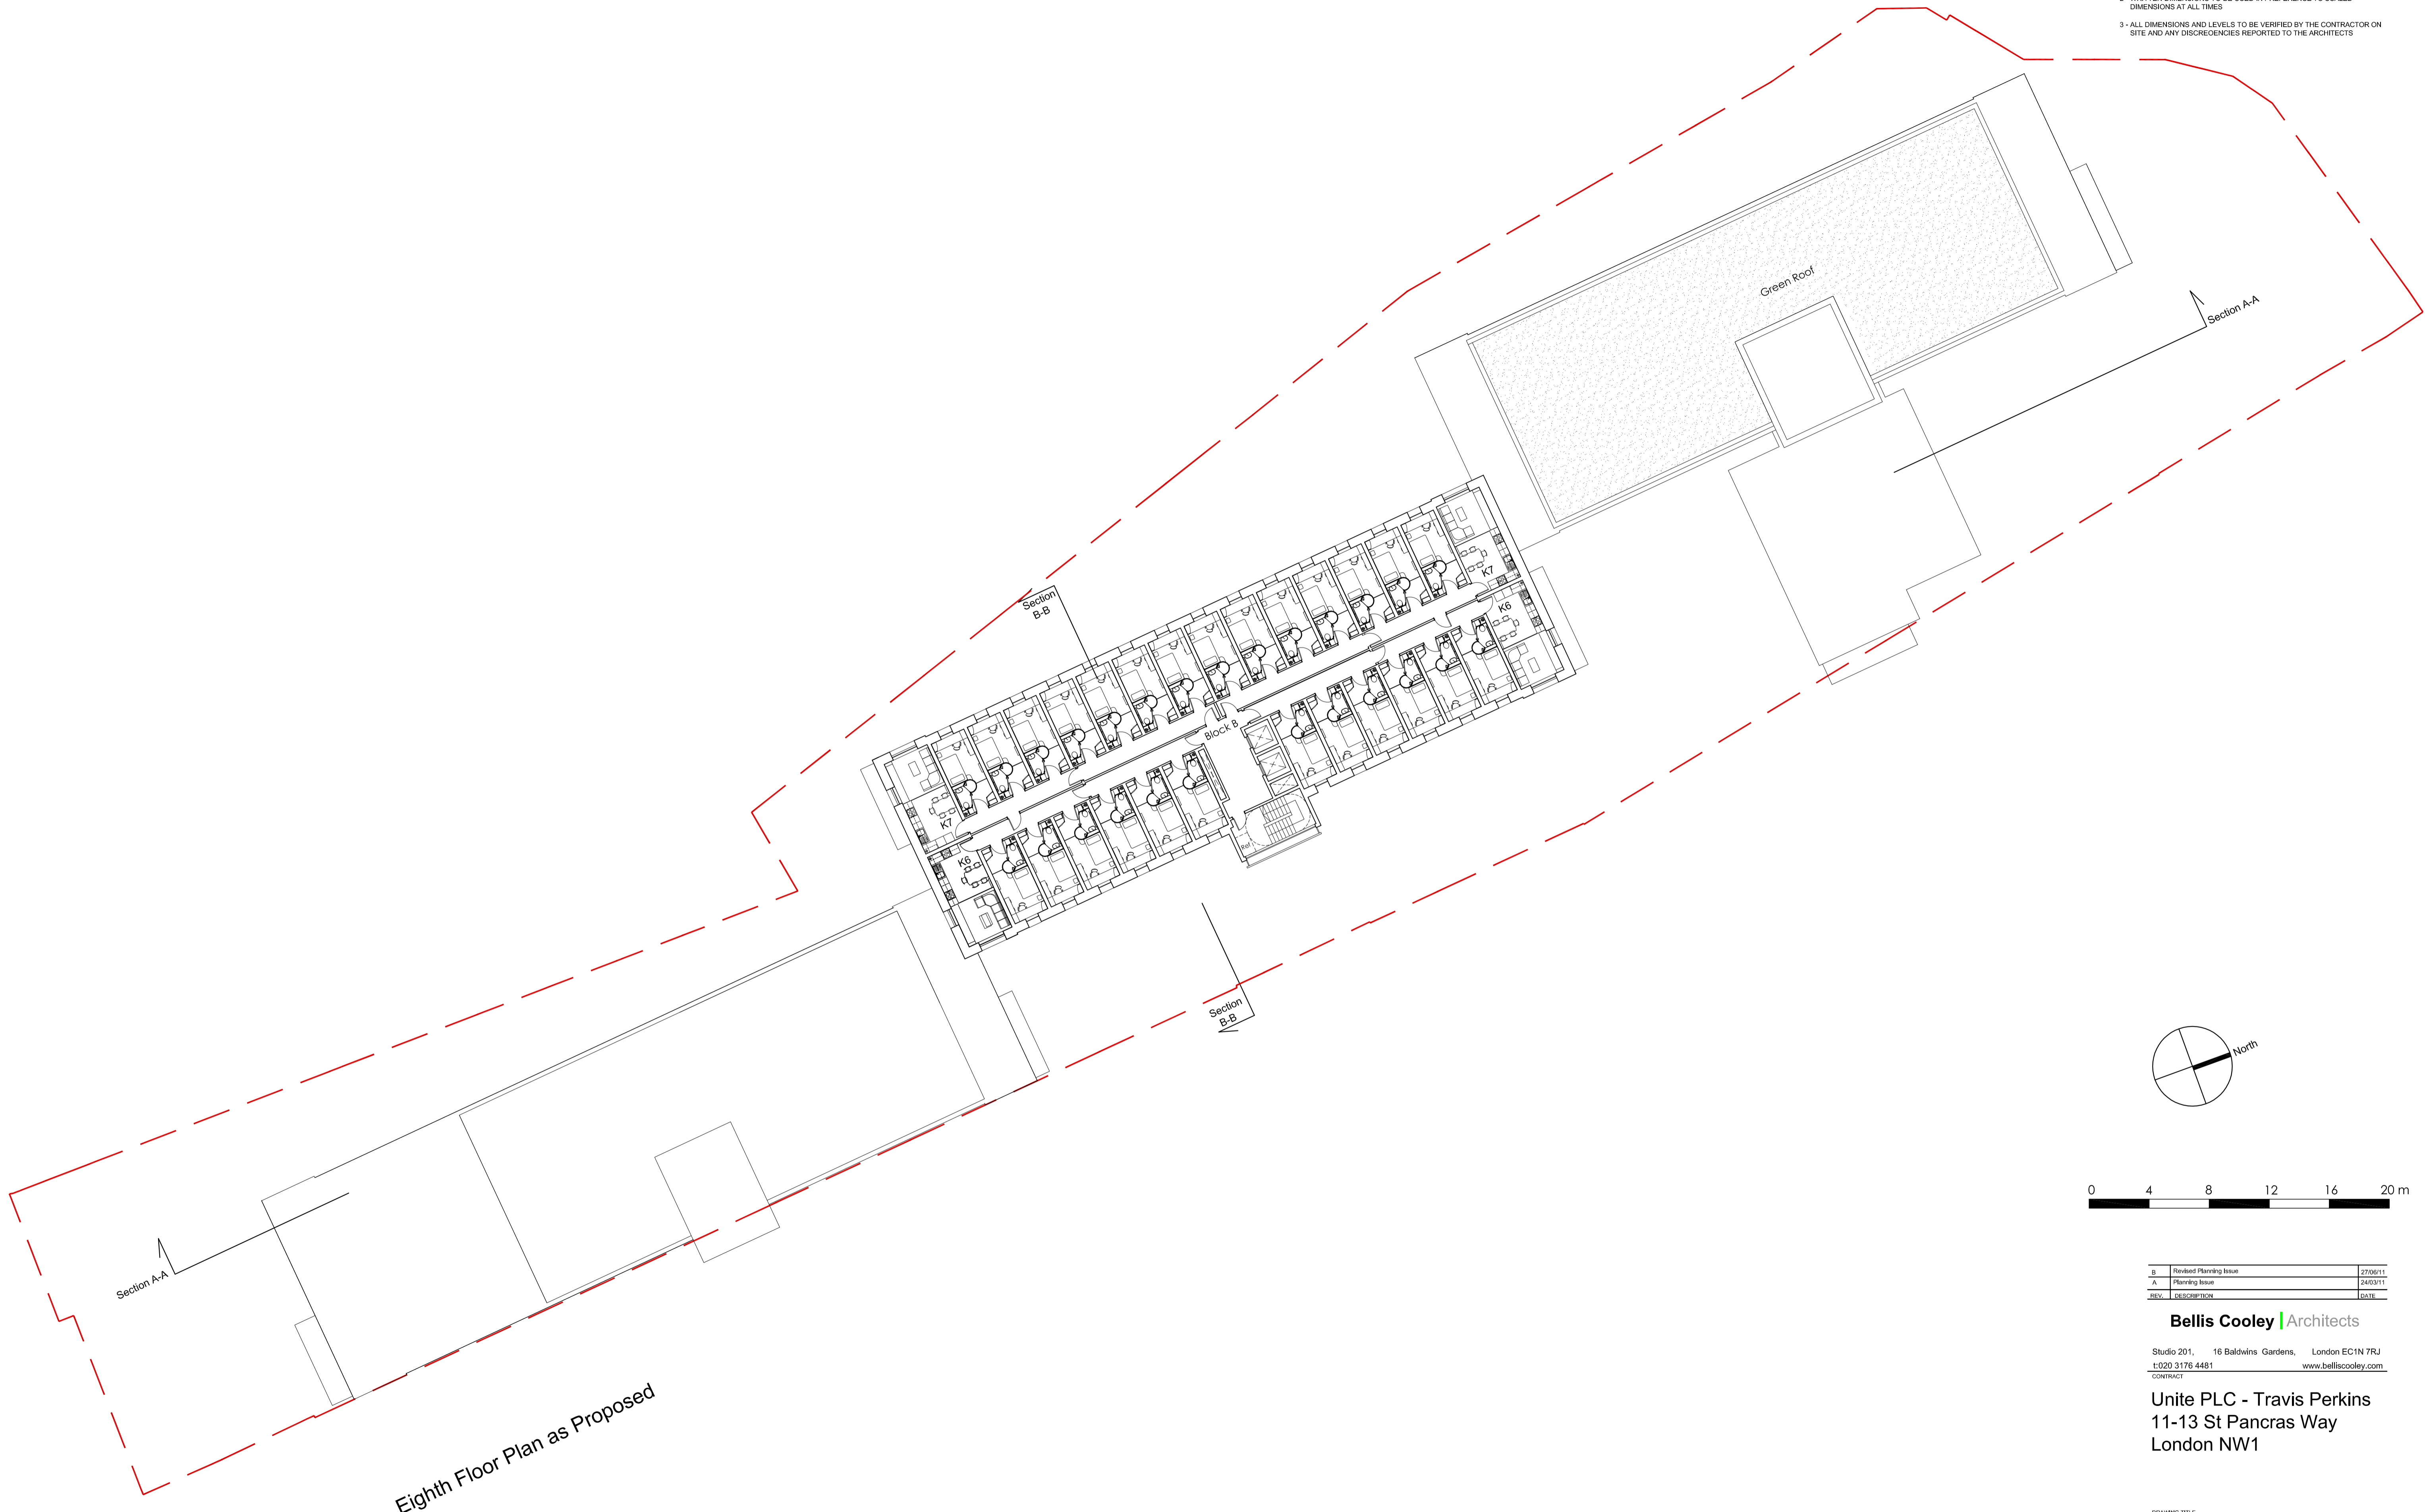 DIMENSIONS AT ALL TIMES
3 - ALL DIMENSIONS AND LEVELS TO BE VERIFIED BY THE CONTRACTOR ON
SITE AND ANY DISCREOENCIES REPORTED TO THE ARCHITECTS
Green Roof
Section A-A
Section
B-B
K7
K6
Block B
K7
K6
Ref
Section
B-B
North
0 4 8 12 16 20 m
Section A-A
Eighth Floor Plan as Proposed
B Revised Planning Issue 27/06/11
A Planning Issue 24/03/11
REV. DESCRIPTION DATE
Bellis Cooley | Architects
Studio 201, 16 Baldwins Gardens, London EC1N 7RJ
t:020 3176 4481 www.belliscooley.com
CONTRACT
Unite PLC - Travis Perkins
11-13 St Pancras Way
London NW1